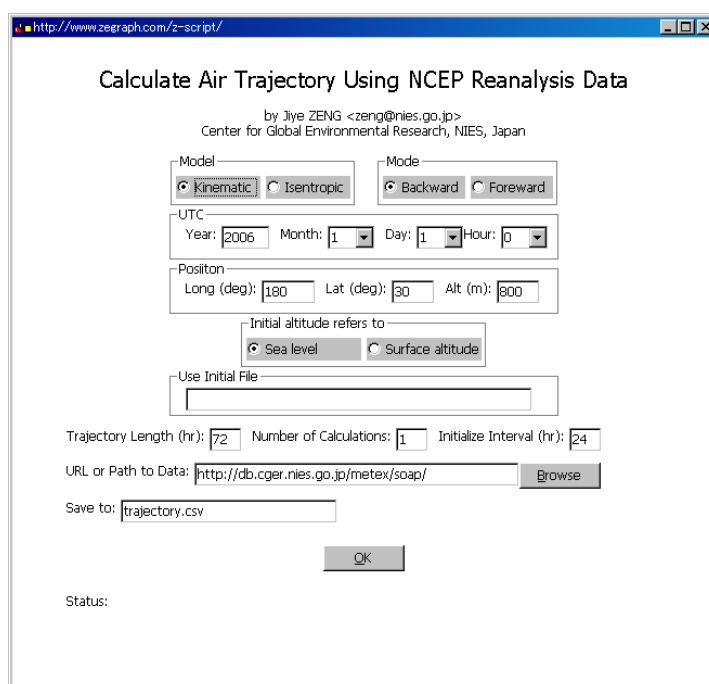 http://www.zegraph.com/z-script/
Calculate Air Trajectory Using NCEP Reanalysis Data
by Jiye ZENG <zeng@nies.go.jp>
Center for Global Environmental Research, NIES, Japan
Model Mode
Kinematic Isentropic Backward Foreward
UTC
Year: 2006 Month: 1 Day: 1 Hour: 0
Posiiton
Long (deg): 180 Lat (deg): 30 Alt (m): 800
Initial altitude refers to
Sea level Surface altitude
Use Initial File
Trajectory Length (hr): 72 Number of Calculations: 1 Initialize Interval (hr): 24
URL or Path to Data: http://db.cger.nies.go.jp/metex/soap/ Browse
Save to: trajectory.csv
OK
Status: